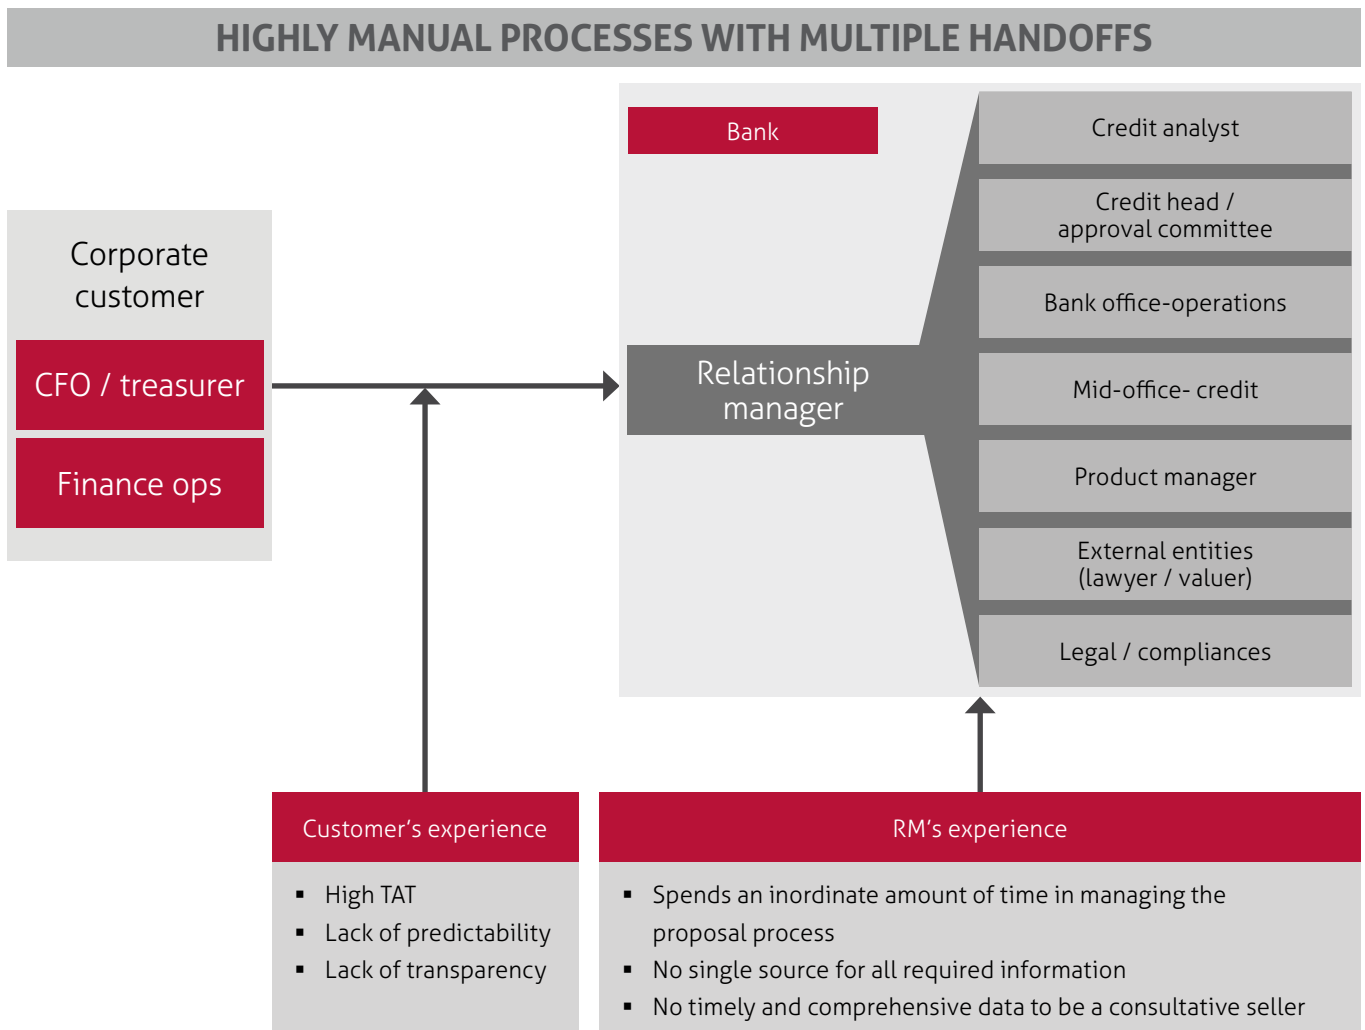 HIGHLY MANUAL PROCESSES WITH MULTIPLE HANDOFFS
Corporate
customer
CFO / treasurer
Finance ops
Bank
Relationship
manager
Credit analyst
Credit head /
approval committee
Bank office-operations
Mid-office- credit
Product manager
External entities
(lawyer / valuer)
Legal / compliances
Customer’s experience
▪ High TAT
▪ Lack of predictability
▪ Lack of transparency
RM’s experience
▪ Spends an inordinate amount of time in managing the
proposal process
▪ No single source for all required information
▪ No timely and comprehensive data to be a consultative seller